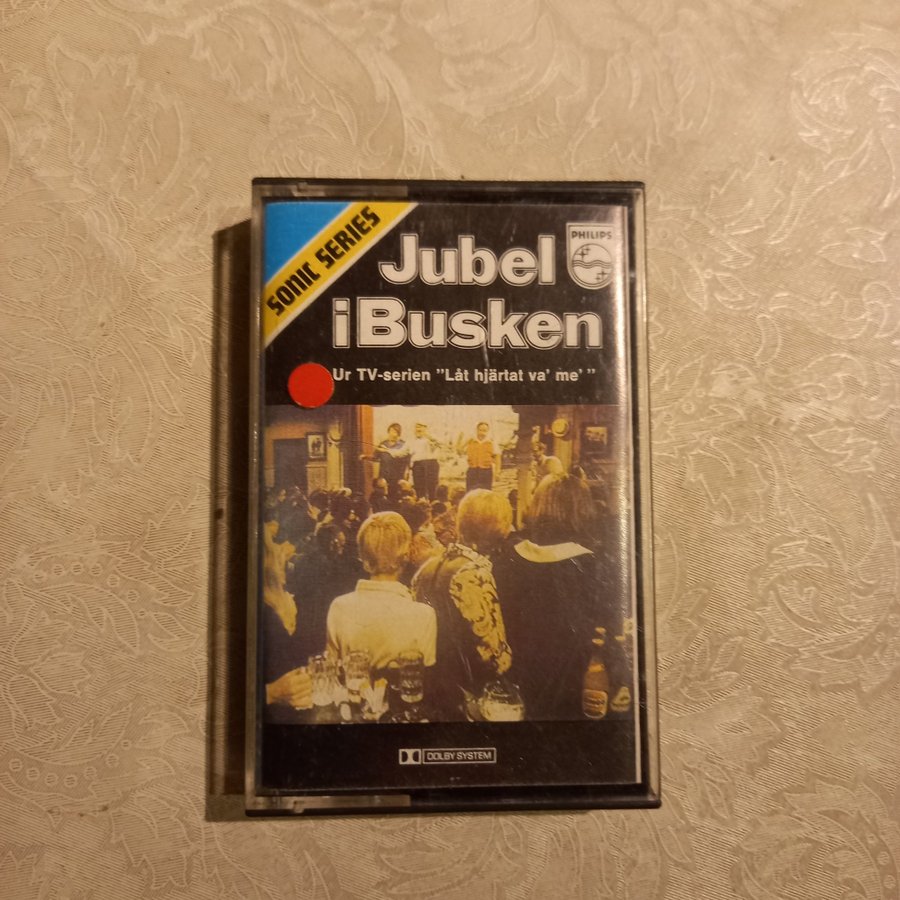 SONIC SERIES
Jubel
PHILIPS
i Busken
Ur TV-serien "Låt hjärtat va' me'"
DOLBY SYSTEM